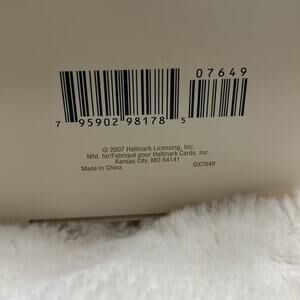 07649
7 95902 98178 5
© 2007 Hallmark Licensing, Inc.
Mfd. for/Fabriqué pour Hallmark Cards, Inc.
Kansas City, MO 64141
Made in China QX7649